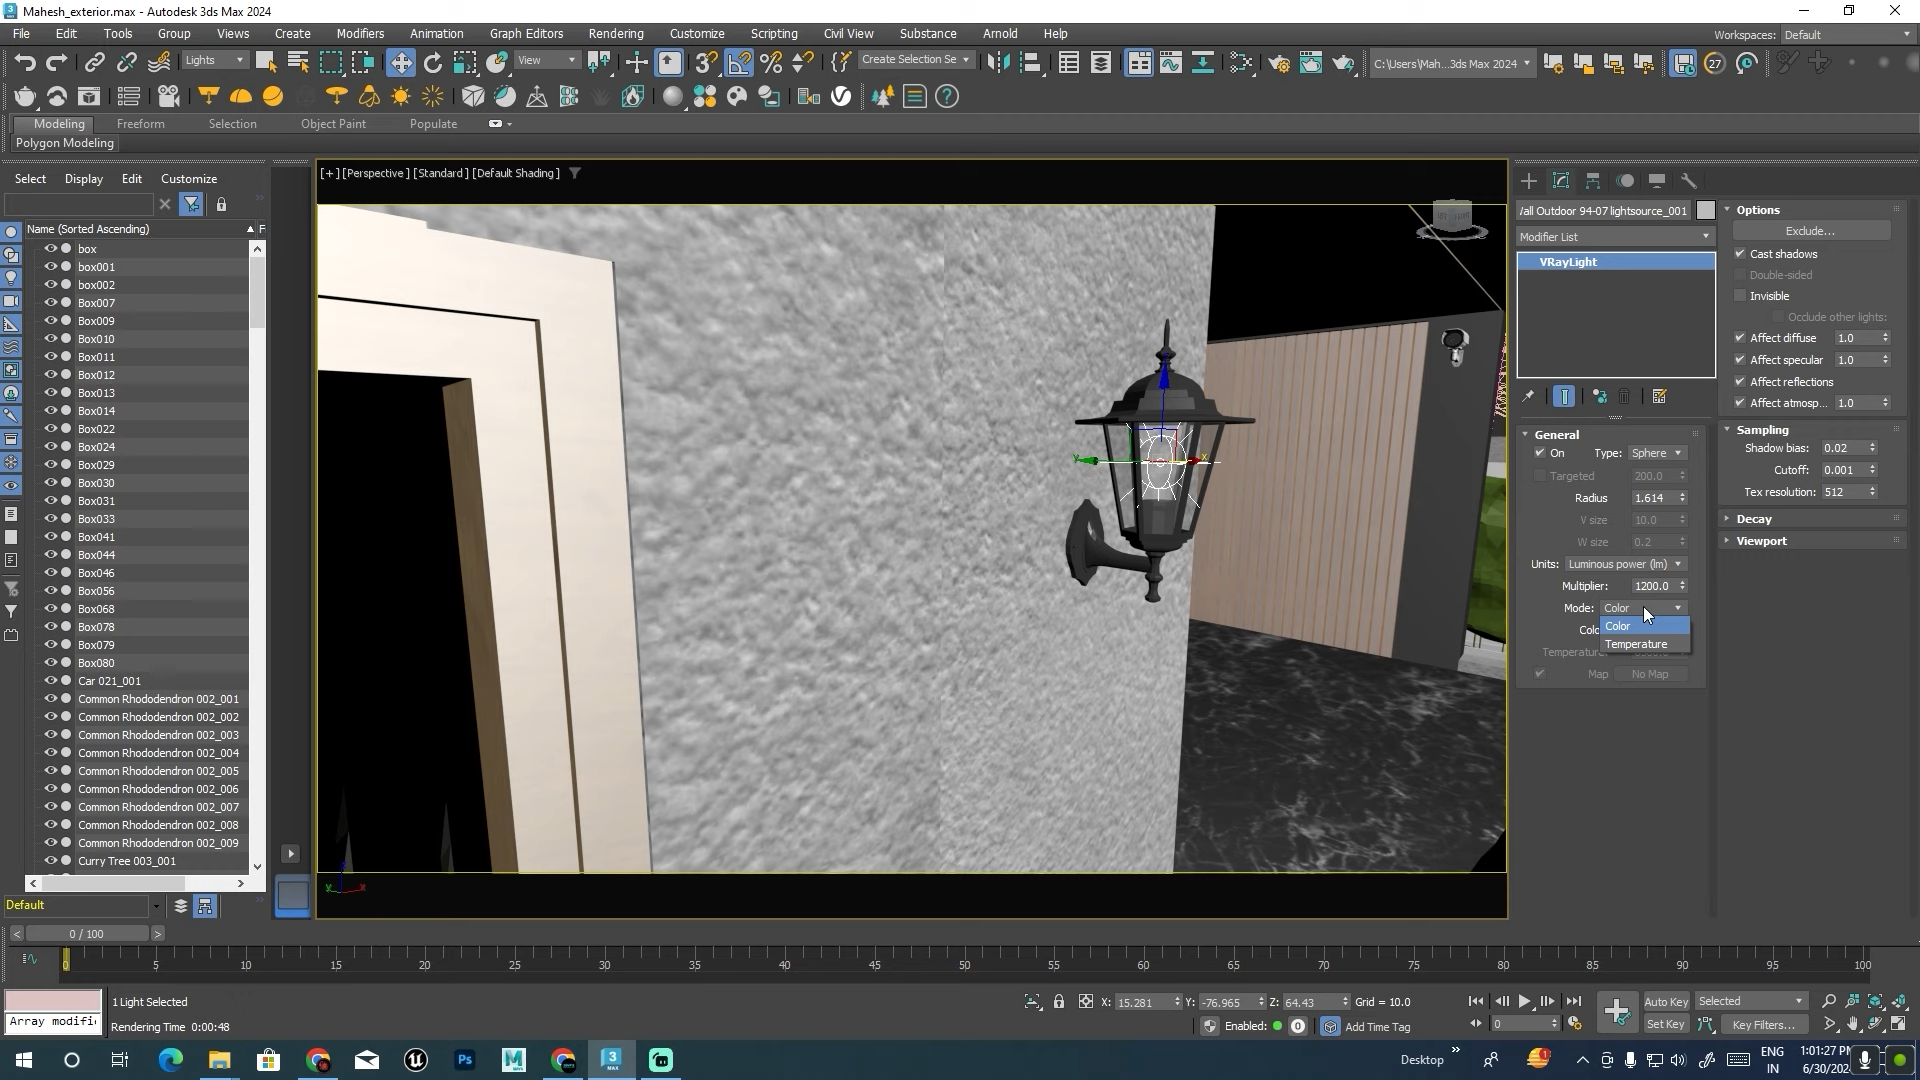 Mahesh_exterior.max - Autodesk 3ds Max 2024
File Edit Tools Group Views Create Modifiers Animation Graph Editors Rendering Customize Scripting Civil View Substance Arnold Help
Workspaces: Default
Lights View Create Selection Se C:\Users\Mah...3ds Max 2024 27
Modeling Freeform Selection Object Paint Populate
Polygon Modeling
Select Display Edit Customize
Name (Sorted Ascending) F
box
box001
box002
Box007
Box009
Box010
Box011
Box012
Box013
Box014
Box022
Box024
Box029
Box030
Box031
Box033
Box041
Box044
Box046
Box056
Box068
Box078
Box079
Box080
Car 021_001
Common Rhododendron 002_001
Common Rhododendron 002_002
Common Rhododendron 002_003
Common Rhododendron 002_004
Common Rhododendron 002_005
Common Rhododendron 002_006
Common Rhododendron 002_007
Common Rhododendron 002_008
Common Rhododendron 002_009
Curry Tree 003_001
Default
[+] [Perspective ] [Standard ] [Default Shading ]
/all Outdoor 94-07 lightsource_001
Modifier List
VRayLight
General
On Type: Sphere
Targeted 200.0
Radius 1.614
V size 10.0
W size 0.2
Units: Luminous power (lm)
Multiplier: 1200.0
Mode: Color
Color
Temperature
Colo
Temperature
Map No Map
Options
Exclude...
Cast shadows
Double-sided
Invisible
Occlude other lights:
Affect diffuse 1.0
Affect specular 1.0
Affect reflections
Affect atmosp... 1.0
Sampling
Shadow bias: 0.02
Cutoff: 0.001
Tex resolution: 512
Decay
Viewport
0 / 100
0 5 10 15 20 25 30 35 40 45 50 55 60 65 70 75 80 85 90 95 100
Array modifi
1 Light Selected
Rendering Time 0:00:48
X: 15.281 Y: -76.965 Z: 64.43 Grid = 10.0
Enabled: 0 Add Time Tag
0
Auto Key Selected
Set Key Key Filters...
Desktop
ENG
IN
1:01:27 P
6/30/202